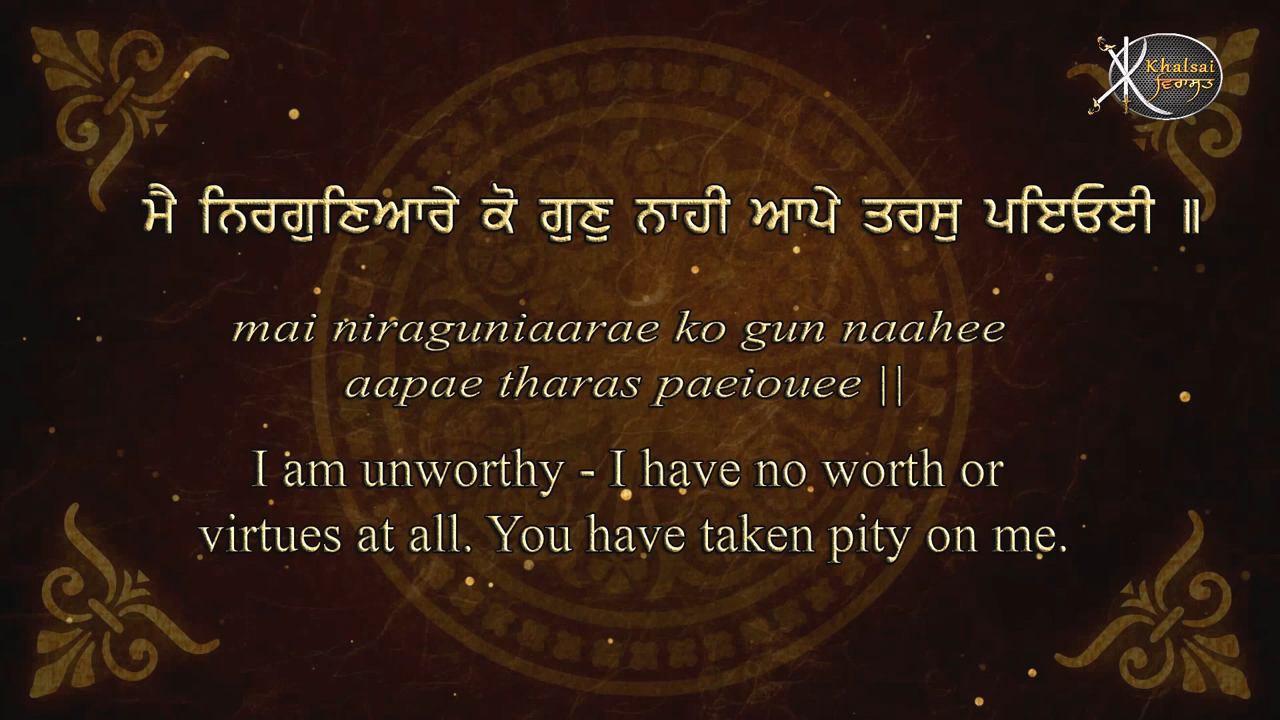 Khalsai
ਵਿਰਾਸਤ
ਮੈ ਨਿਰਗੁਣਿਆਰੇ ਕੋ ਗੁਣੁ ਨਾਹੀ ਆਪੇ ਤਰਸੁ ਪਇਓਈ ॥
mai niraguniaarae ko gun naahee
aapae tharas paeiouee ||
I am unworthy - I have no worth or
virtues at all. You have taken pity on me.